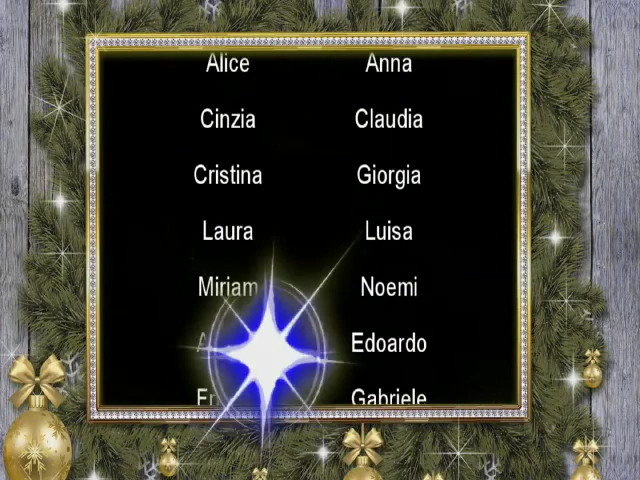 Alice Anna
Cinzia Claudia
Cristina Giorgia
Laura Luisa
Miriam Noemi
Edoardo
Gabriele